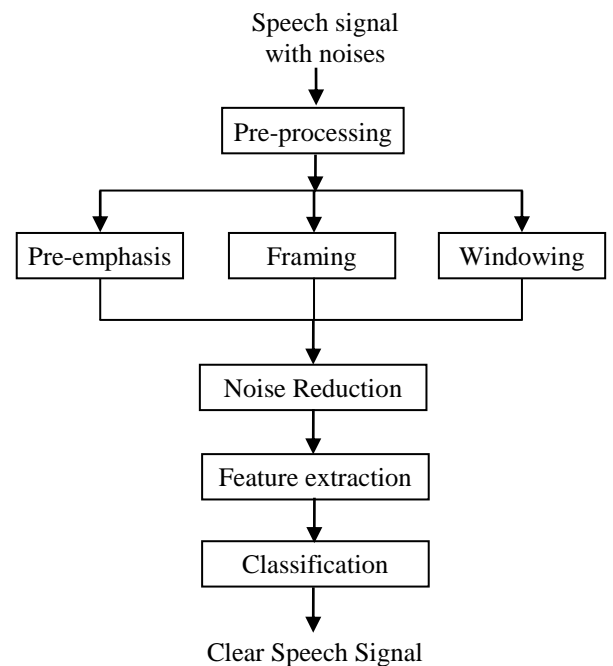 Speech signal
with noises
Pre-processing
Pre-emphasis
Framing
Windowing
Noise Reduction
Feature extraction
Classification
Clear Speech Signal